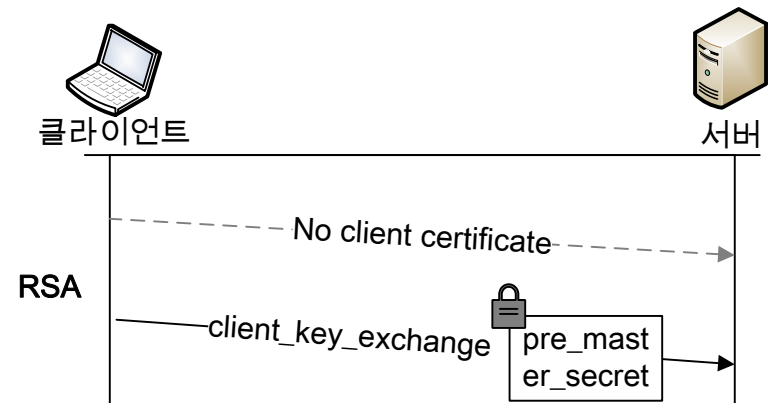 클라이언트
서버
No client certificate
RSA
client_key_exchange
pre_mast
er_secret